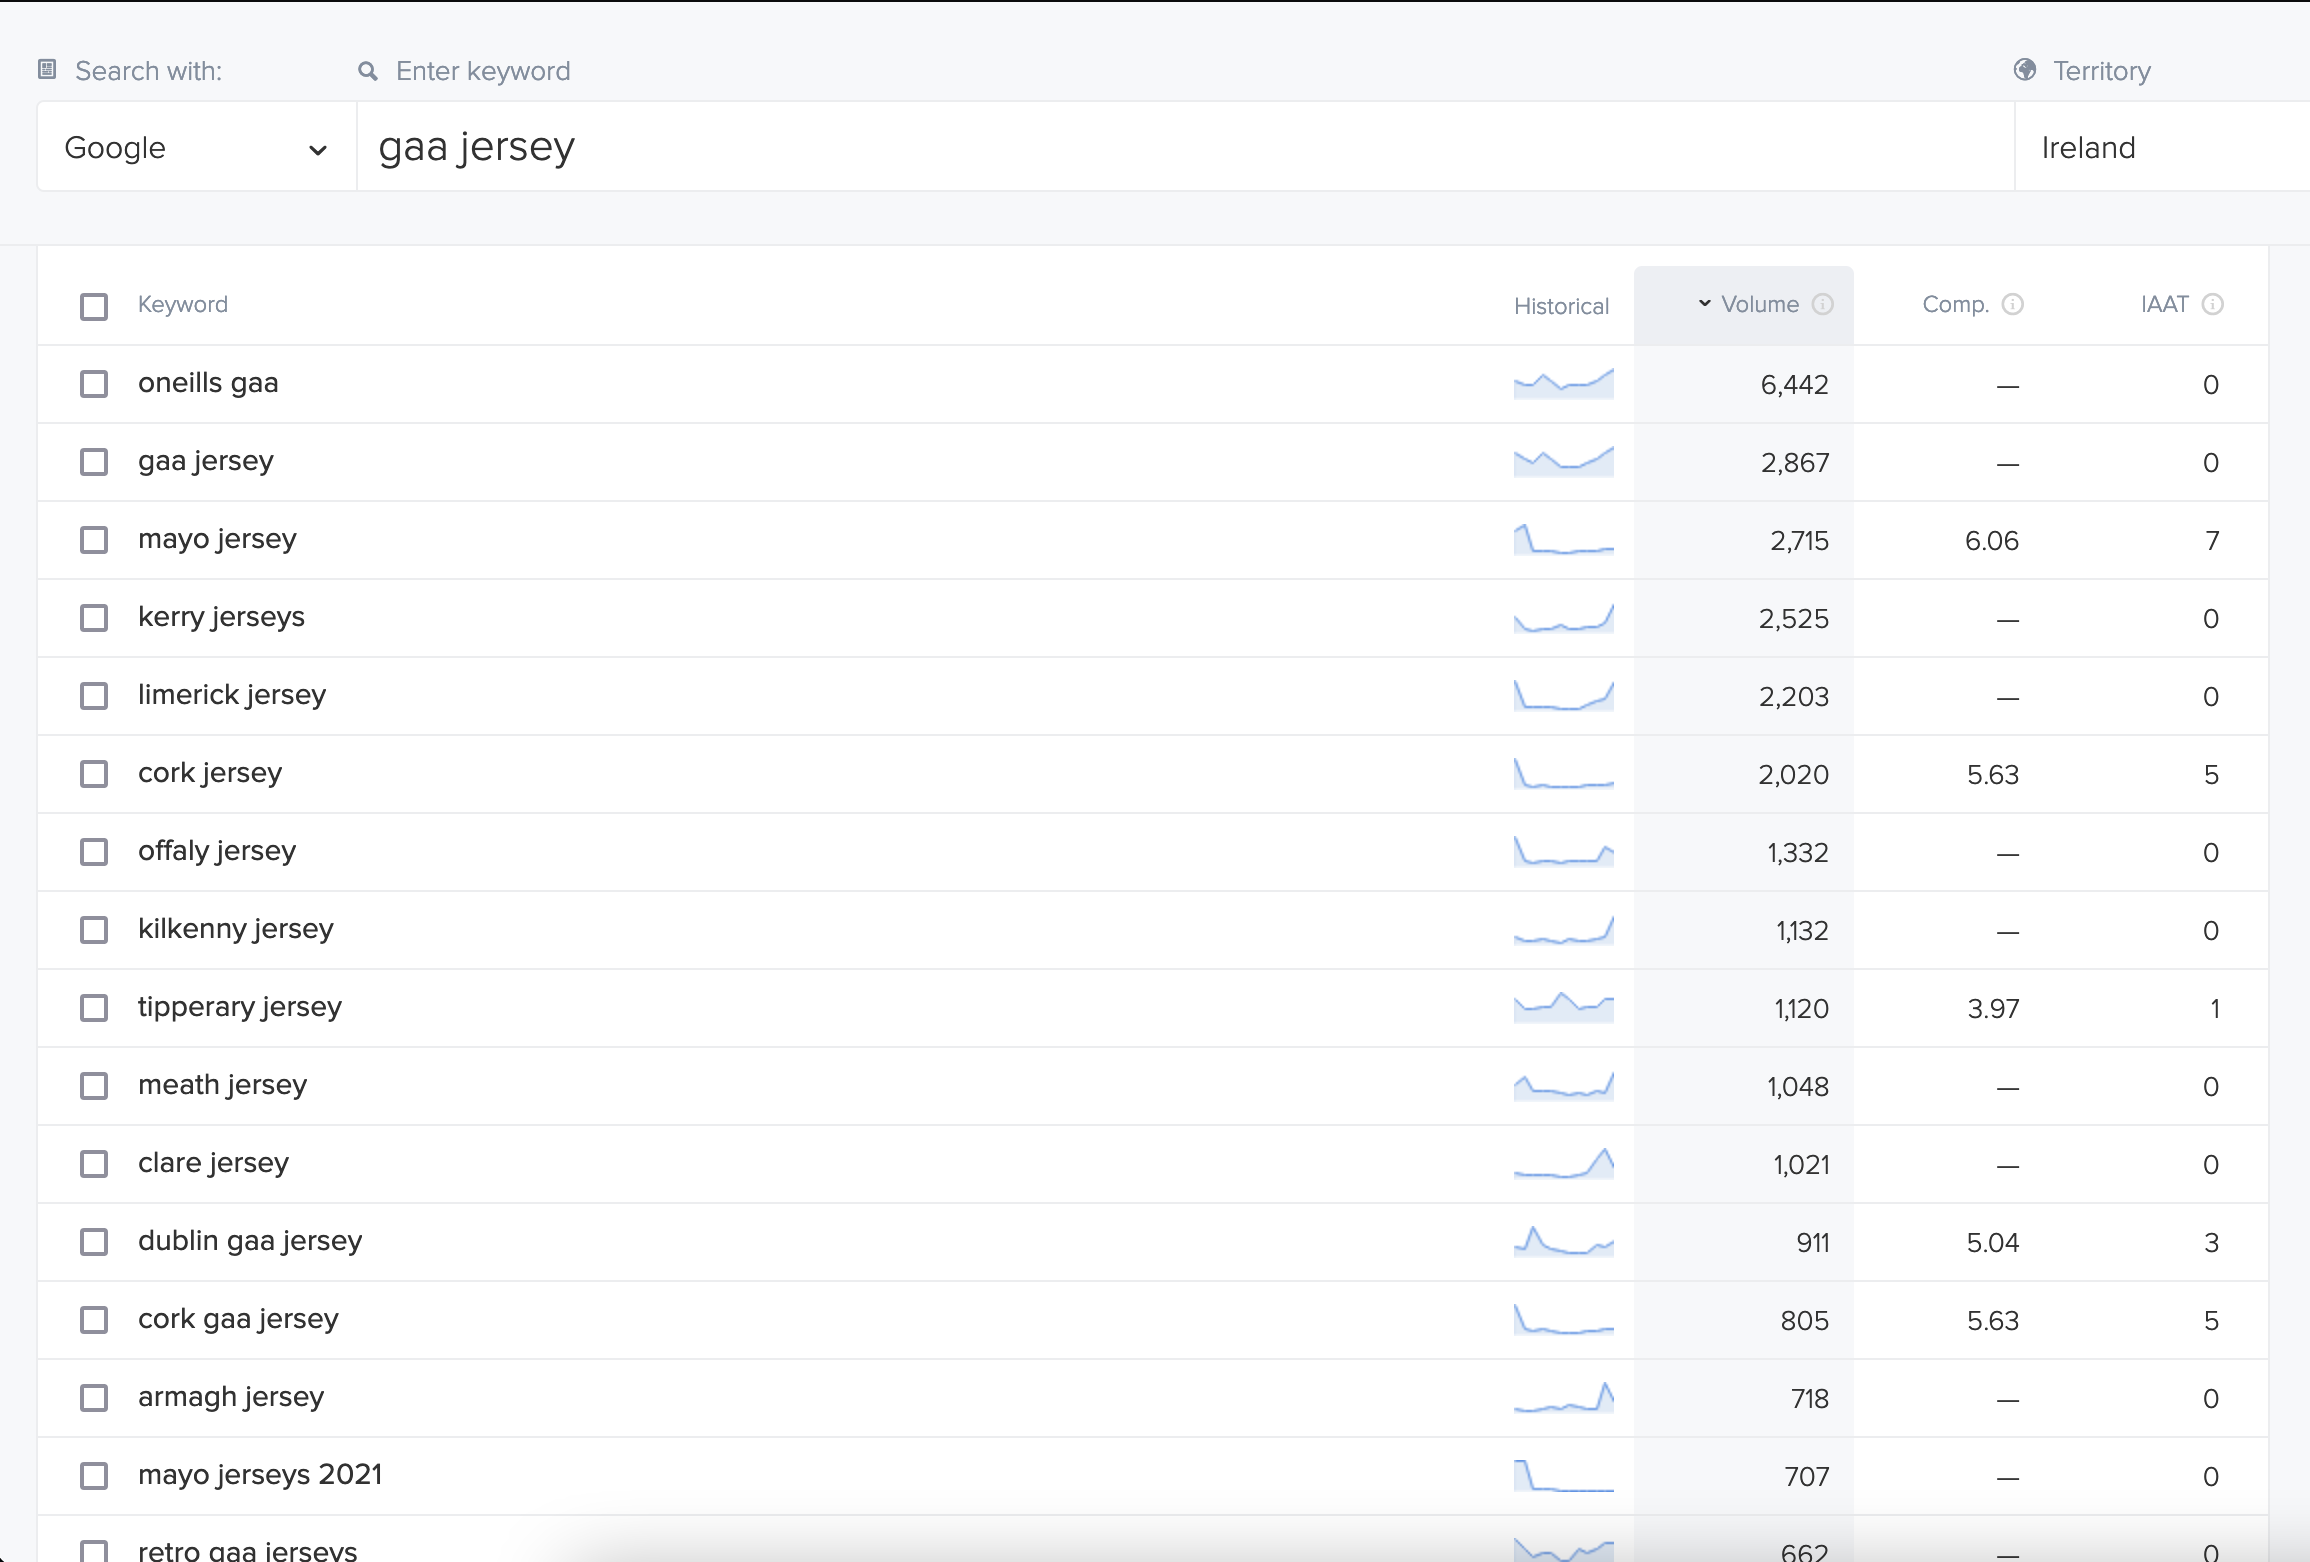 Search with: Enter keyword Territory
Google gaa jersey Ireland
Keyword Historical Volume Comp. IAAT
oneills gaa 6,442 — 0
gaa jersey 2,867 — 0
mayo jersey 2,715 6.06 7
kerry jerseys 2,525 — 0
limerick jersey 2,203 — 0
cork jersey 2,020 5.63 5
offaly jersey 1,332 — 0
kilkenny jersey 1,132 — 0
tipperary jersey 1,120 3.97 1
meath jersey 1,048 — 0
clare jersey 1,021 — 0
dublin gaa jersey 911 5.04 3
cork gaa jersey 805 5.63 5
armagh jersey 718 — 0
mayo jerseys 2021 707 — 0
retro gaa jerseys 662 — 0